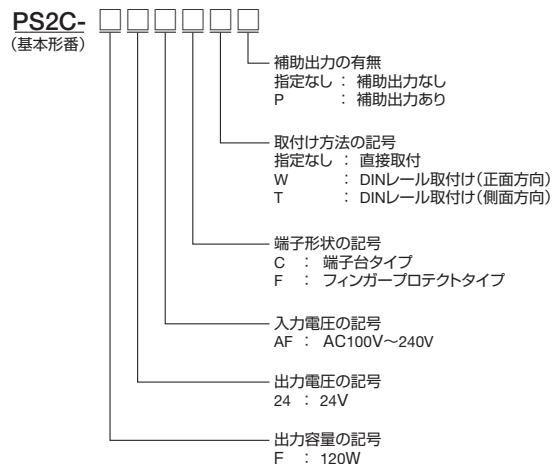 PS2C- □□□□□□
(基本形番)
補助出力の有無
指定なし : 補助出力なし
P : 補助出力あり
取付け方法の記号
指定なし : 直接取付
W : DINレール取付け(正面方向)
T : DINレール取付け(側面方向)
端子形状の記号
C : 端子台タイプ
F : フィンガープロテクトタイプ
入力電圧の記号
AF : AC100V～240V
出力電圧の記号
24 : 24V
出力容量の記号
F : 120W